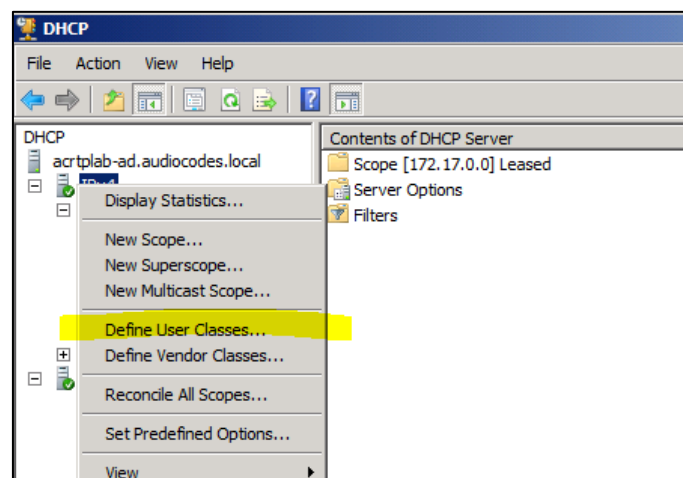 DHCP
File Action View Help
DHCP
acrtplab-ad.audiocodes.local
Contents of DHCP Server
Scope [172.17.0.0] Leased
Server Options
Filters
Display Statistics...
New Scope...
New Superscope...
New Multicast Scope...
Define User Classes...
Define Vendor Classes...
Reconcile All Scopes...
Set Predefined Options...
View